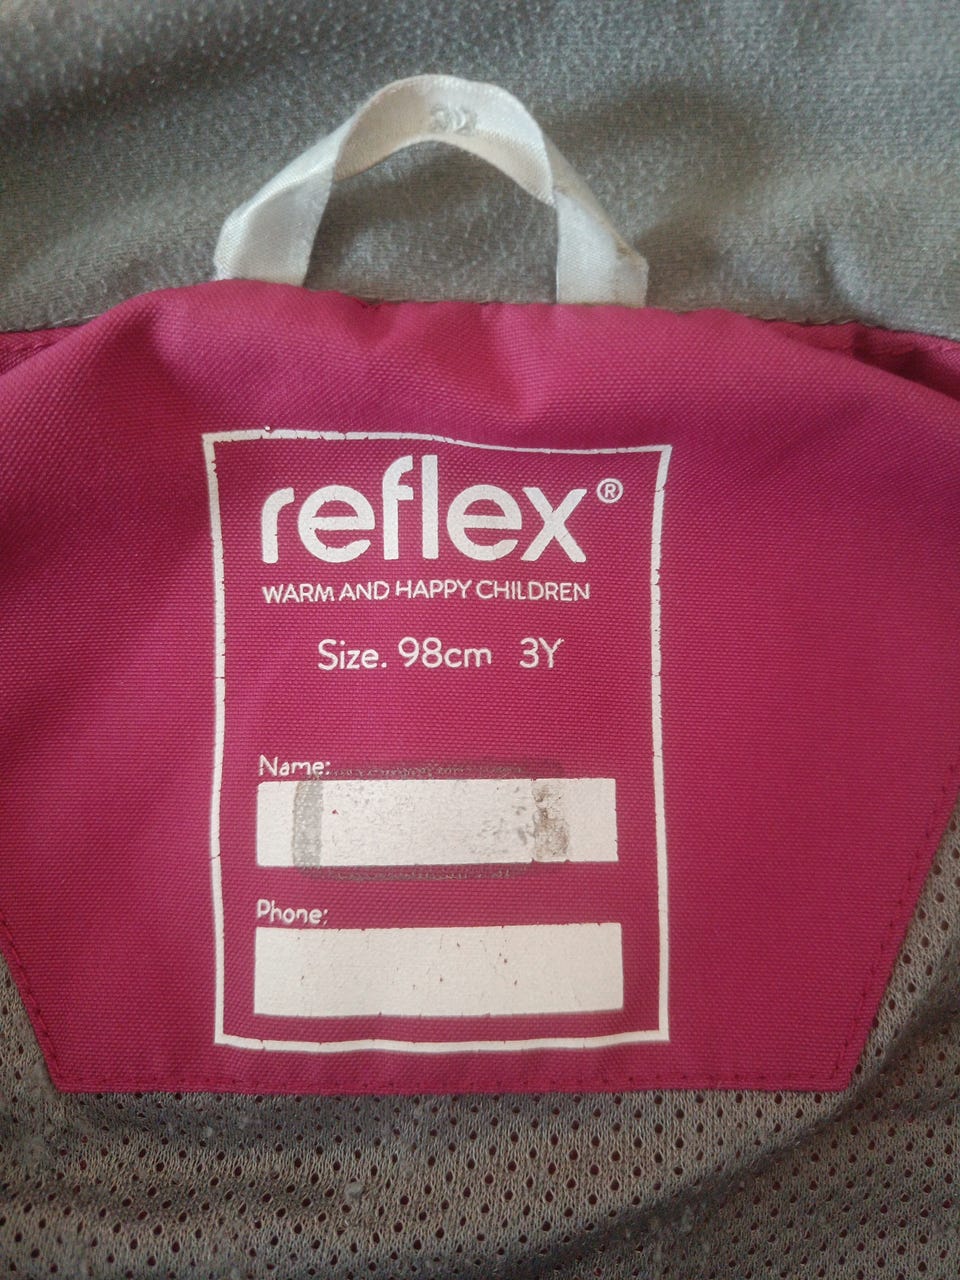 reflex®
WARM AND HAPPY CHILDREN
Size. 98cm 3Y
Name:
Phone: